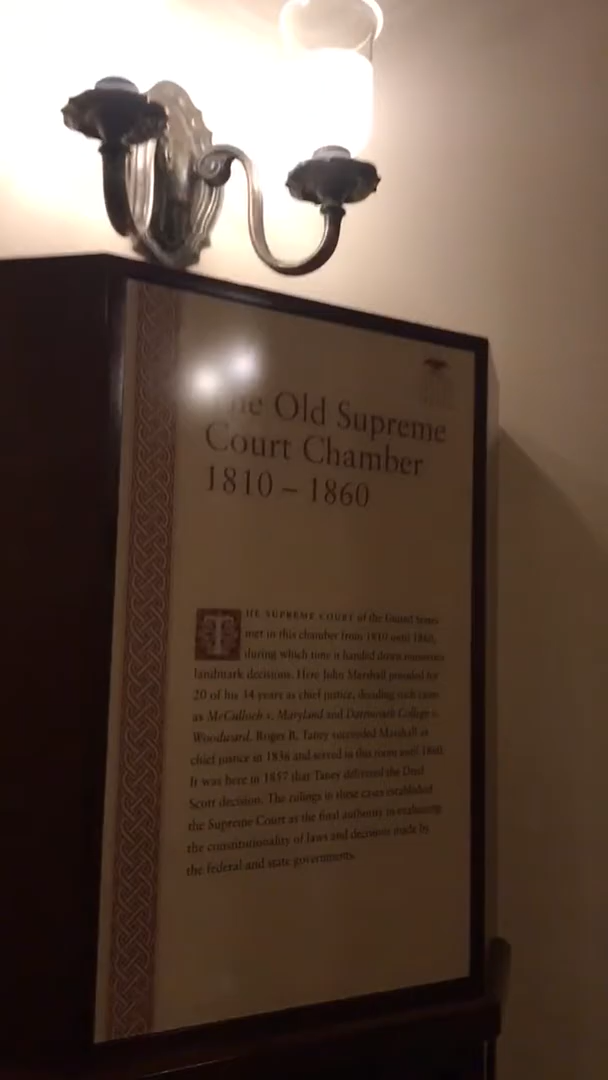 The Old Supreme
Court Chamber
1810 – 1860
THE SUPREME COURT of the United States
met in this chamber from 1810 until 1860,
during which time it handed down numerous
landmark decisions. Here John Marshall presided for
20 of his 34 years as chief justice, deciding such cases
as McCulloch v. Maryland and Dartmouth College v.
Woodward. Roger B. Taney succeeded Marshall as
chief justice in 1836 and served in this room until 1860.
It was here in 1857 that Taney delivered the Dred
Scott decision. The rulings in these cases established
the Supreme Court as the final authority in evaluating
the constitutionality of laws and decisions made by
the federal and state governments.